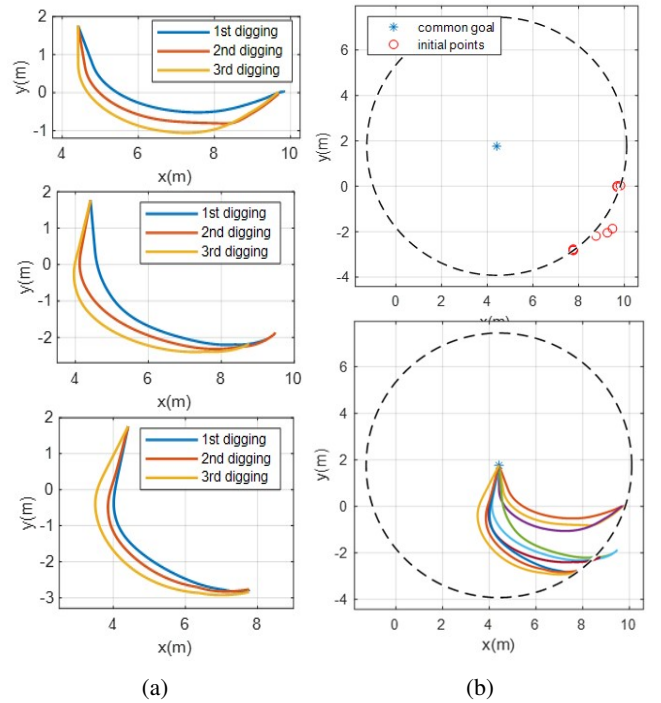 2
1
0
-1
y(m)
4
6
8
10
x(m)
1st digging
2nd digging
3rd digging
2
1
0
-1
-2
y(m)
4
6
8
10
x(m)
1st digging
2nd digging
3rd digging
2
1
0
-1
-2
-3
y(m)
4
6
8
x(m)
1st digging
2nd digging
3rd digging
(a)
6
4
2
0
-2
-4
y(m)
0
2
4
6
8
10
x(m)
common goal
initial points
6
4
2
0
-2
-4
y(m)
0
2
4
6
8
10
x(m)
(b)